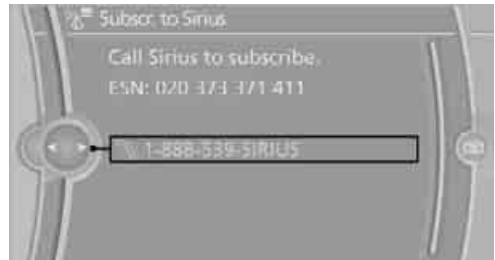 Subscr. to Sirius
Call Sirius to subscribe.
ESN: 020 373 371 411
1-888-539-SIRIUS